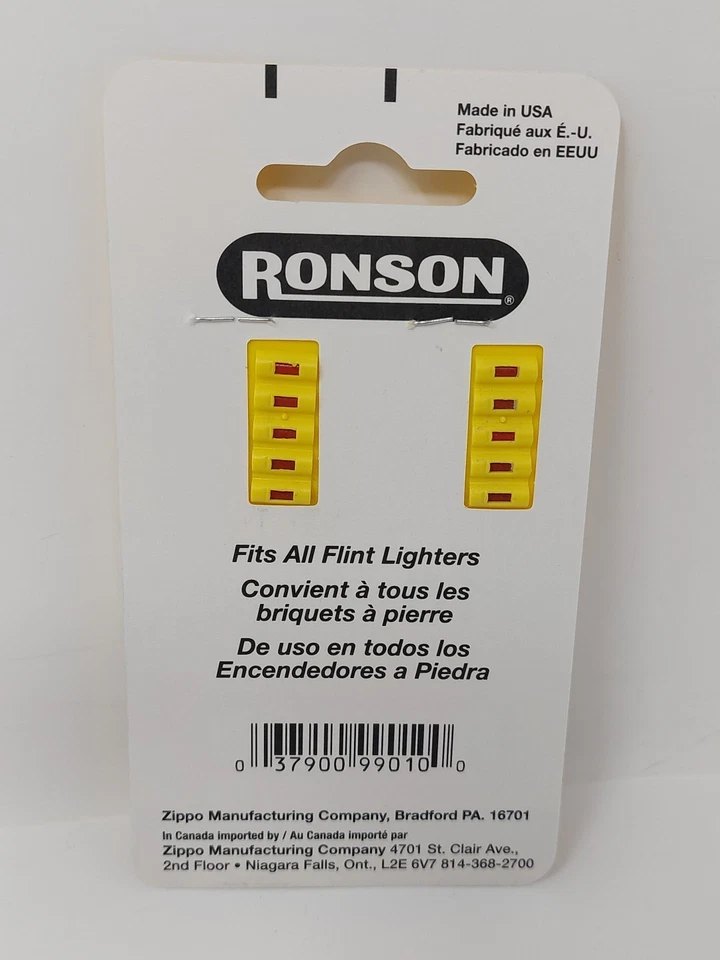 Made in USA
Fabriqué aux É.-U.
Fabricado en EEUU
RONSON®
Fits All Flint Lighters
Convient à tous les
briquets à pierre
De uso en todos los
Encendedores a Piedra
0 37900 99010 0
Zippo Manufacturing Company, Bradford PA. 16701
In Canada imported by / Au Canada importé par
Zippo Manufacturing Company 4701 St. Clair Ave.,
2nd Floor • Niagara Falls, Ont., L2E 6V7 814-368-2700